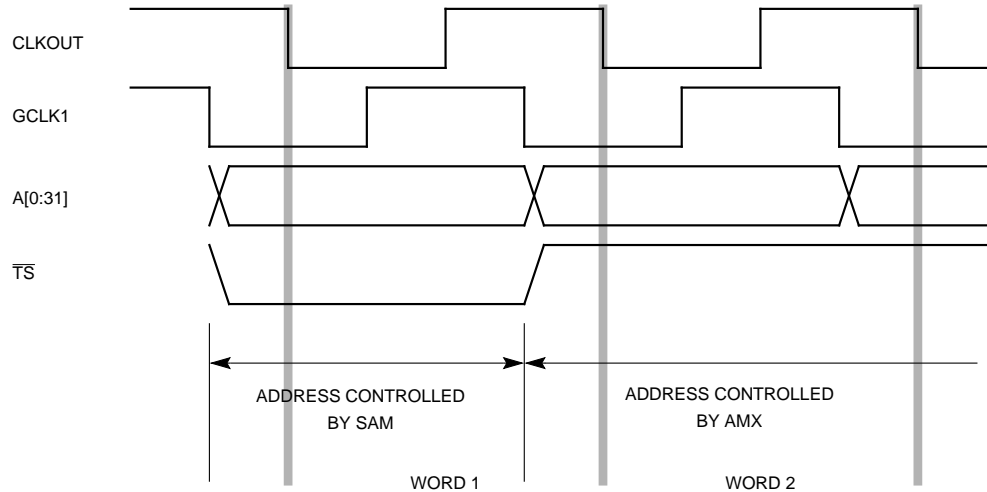 CLKOUT
GCLK1
A[0:31]
TS
ADDRESS CONTROLLED
BY SAM
ADDRESS CONTROLLED
BY AMX
WORD 1
WORD 2